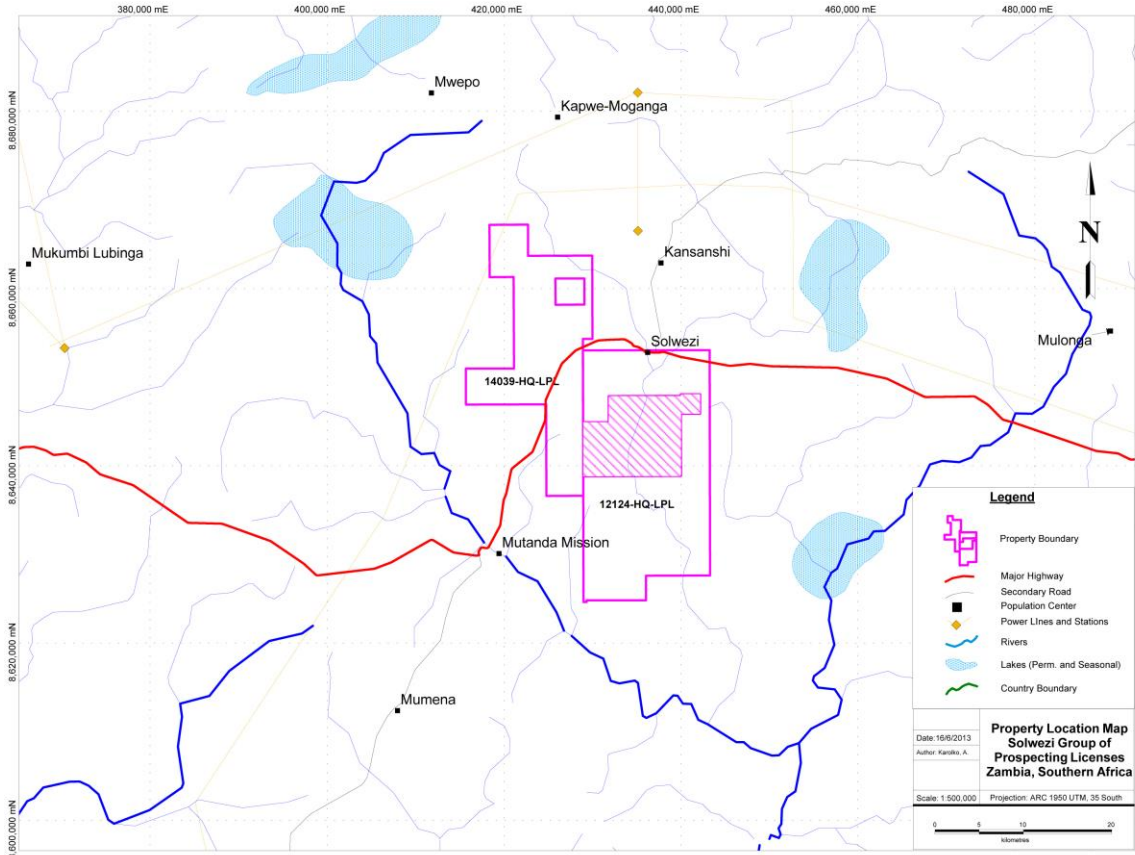 380,000 mE
400,000 mE
420,000 mE
440,000 mE
460,000 mE
480,000 mE
8,680,000 mN
8,660,000 mN
8,640,000 mN
8,620,000 mN
8,600,000 mN
Mwepo
Kapwe-Moganga
Mukumbi Lubinga
Kansanshi
N
Solwezi
Mulonga
14039-HQ-LPL
12124-HQ-LPL
Mutanda Mission
Mumena
Legend
Property Boundary
Major Highway
Secondary Road
Population Center
Power LInes and Stations
Rivers
Lakes (Perm. and Seasonal)
Country Boundary
Date:16/6/2013
Author: Karolko, A.
Property Location Map
Solwezi Group of
Prospecting Licenses
Zambia, Southern Africa
Scale: 1:500,000
Projection: ARC 1950 UTM, 35 South
0 5 10 20
kilometres